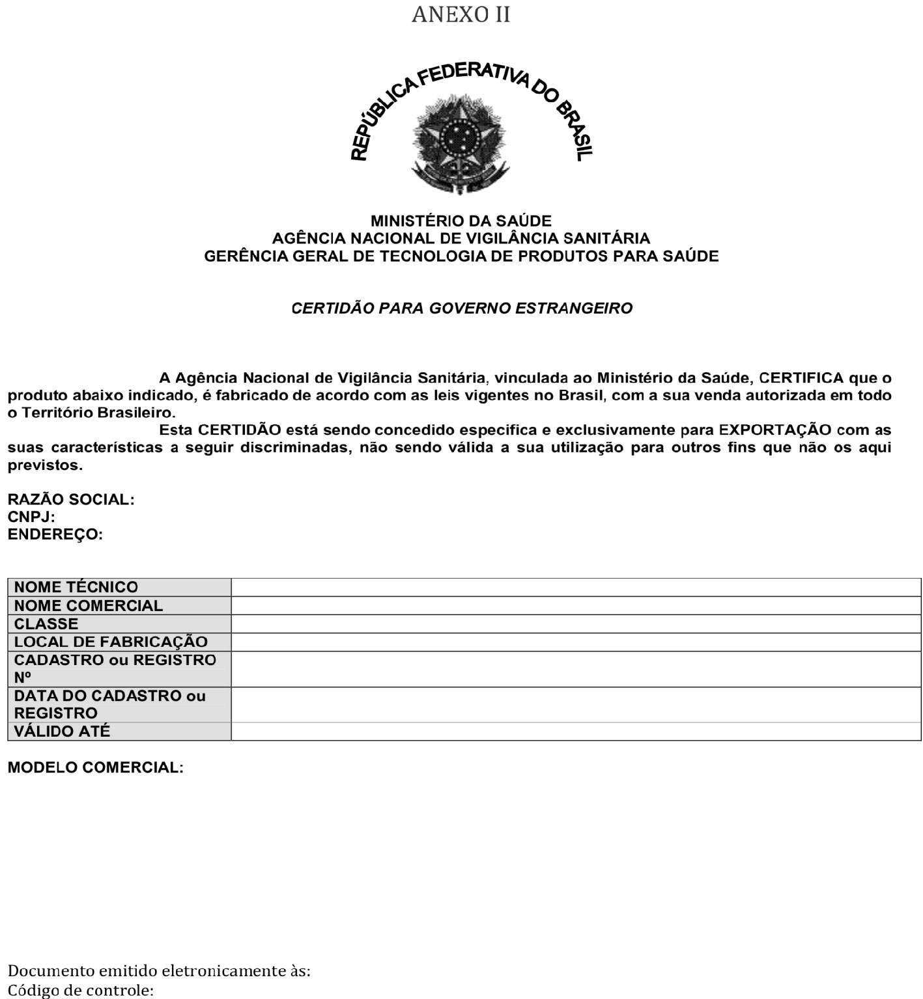 ANEXO II
REPÚBLICA FEDERATIVA DO BRASIL
MINISTÉRIO DA SAÚDE
AGÊNCIA NACIONAL DE VIGILÂNCIA SANITÁRIA
GERÊNCIA GERAL DE TECNOLOGIA DE PRODUTOS PARA SAÚDE
CERTIDÃO PARA GOVERNO ESTRANGEIRO
A Agência Nacional de Vigilância Sanitária, vinculada ao Ministério da Saúde, CERTIFICA que o
produto abaixo indicado, é fabricado de acordo com as leis vigentes no Brasil, com a sua venda autorizada em todo
o Território Brasileiro.
Esta CERTIDÃO está sendo concedido especifica e exclusivamente para EXPORTAÇÃO com as
suas características a seguir discriminadas, não sendo válida a sua utilização para outros fins que não os aqui
previstos.
RAZÃO SOCIAL:
CNPJ:
ENDEREÇO:
NOME TÉCNICO
NOME COMERCIAL
CLASSE
LOCAL DE FABRICAÇÃO
CADASTRO ou REGISTRO
Nº
DATA DO CADASTRO ou
REGISTRO
VÁLIDO ATÉ
MODELO COMERCIAL:
Documento emitido eletronicamente às:
Código de controle: